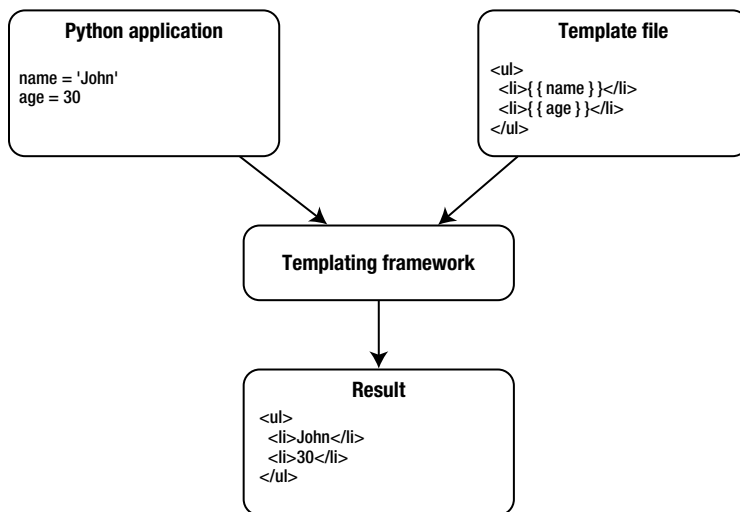 Python application
name = 'John'
age = 30
Template file
<ul>
<li>{ { name } }</li>
<li>{ { age } }</li>
</ul>
Templating framework
Result
<ul>
<li>John</li>
<li>30</li>
</ul>